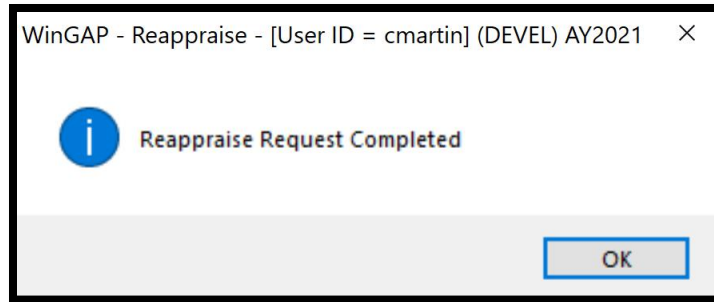 WinGAP - Reappraise - [User ID = cmartin] (DEVEL) AY2021
Reappraise Request Completed
OK